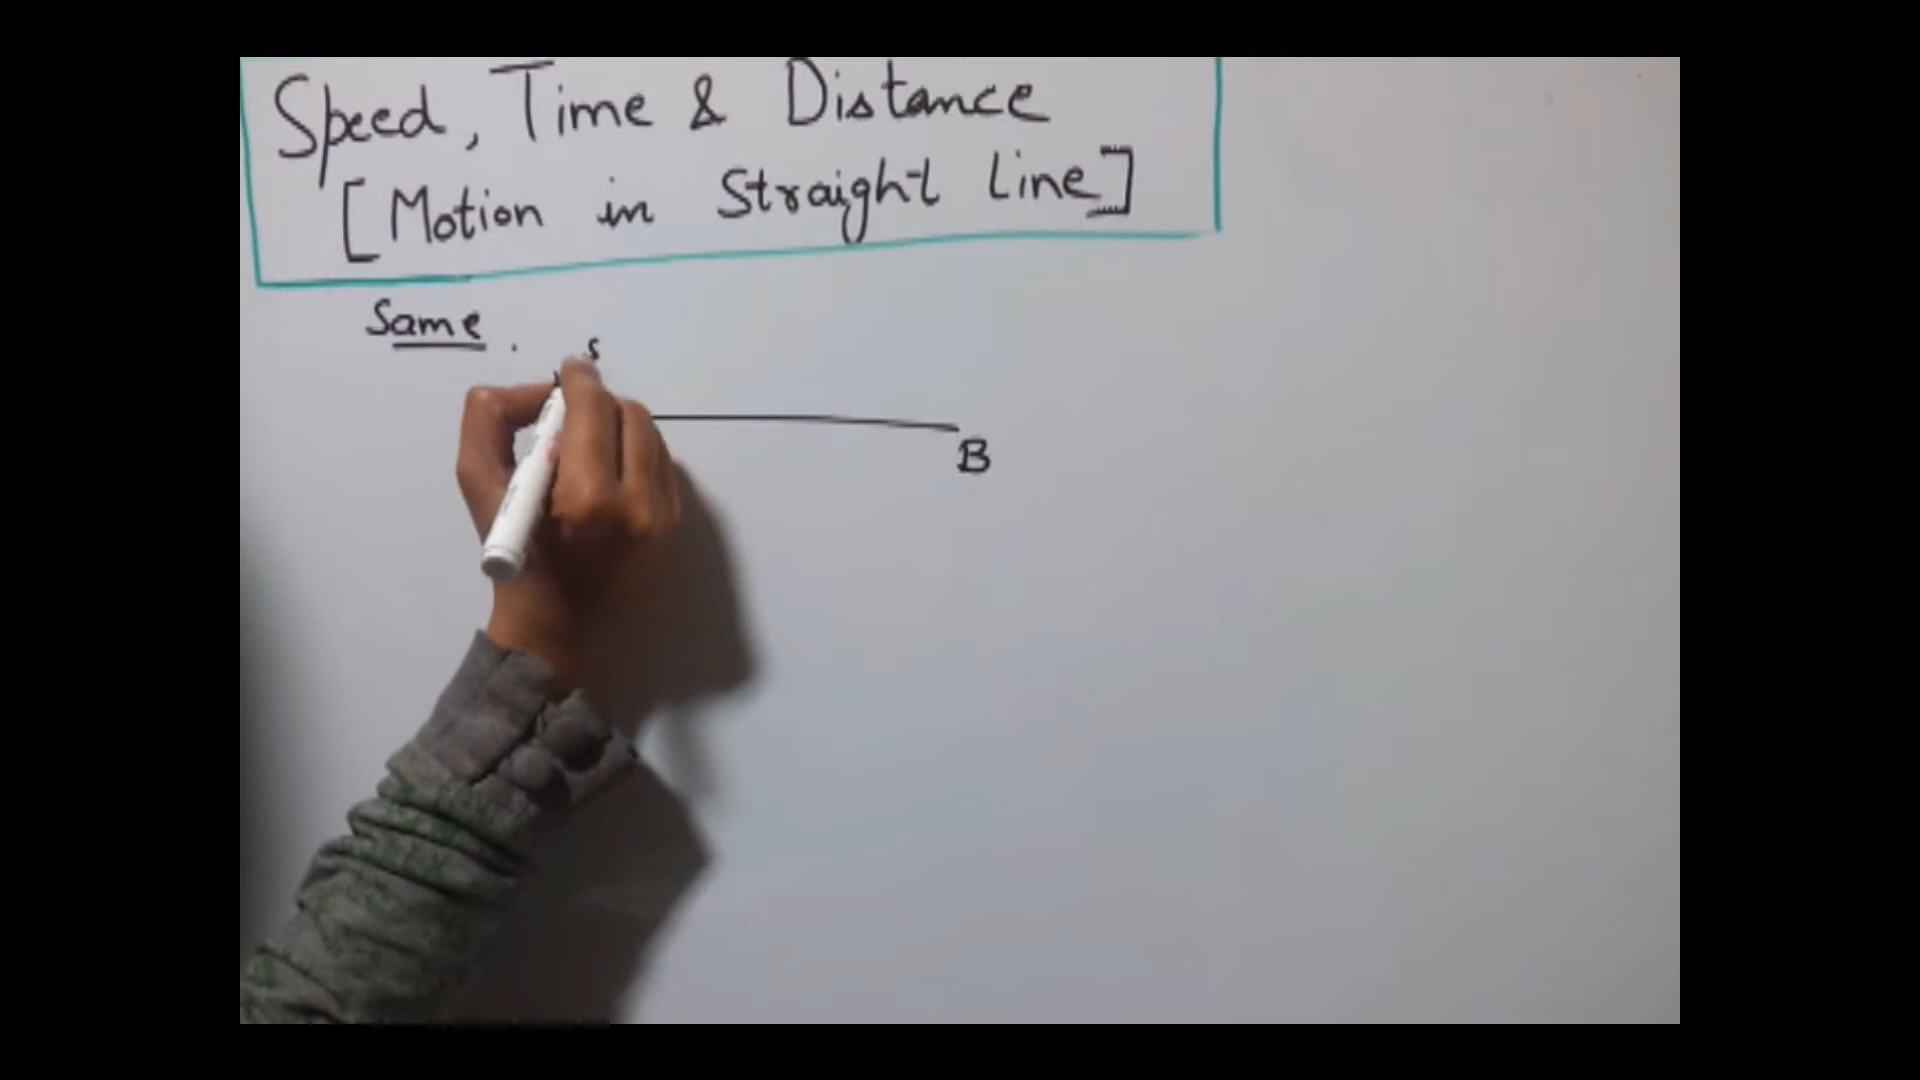 Speed, Time & Distance
[Motion in Straight Line]
Same.
S
B